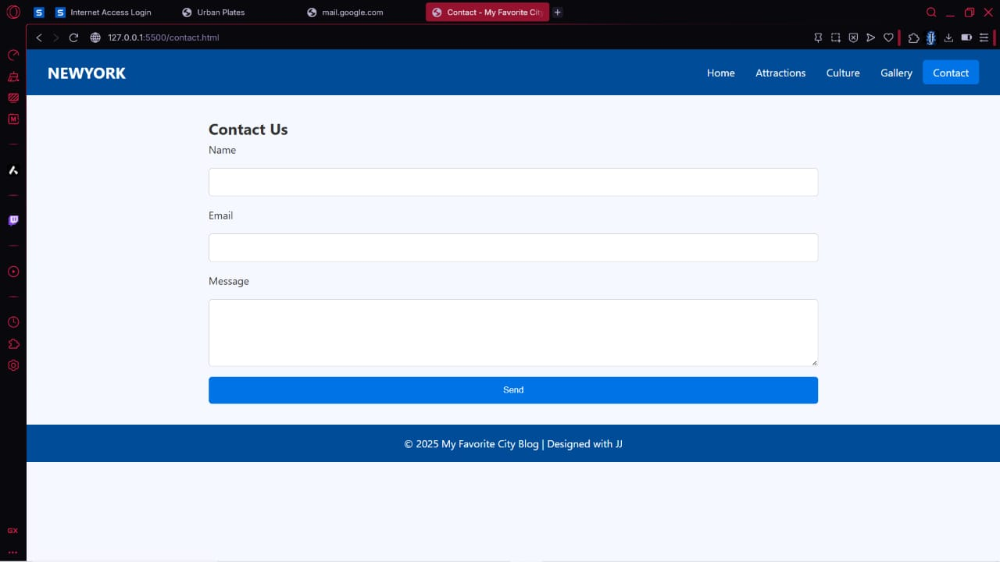 Internet Access Login
Urban Plates
mail.google.com
Contact - My Favorite City
127.0.0.1:5500/contact.html
NEWYORK
Home
Attractions
Culture
Gallery
Contact
Contact Us
Name
Email
Message
Send
© 2025 My Favorite City Blog | Designed with JJ
GX